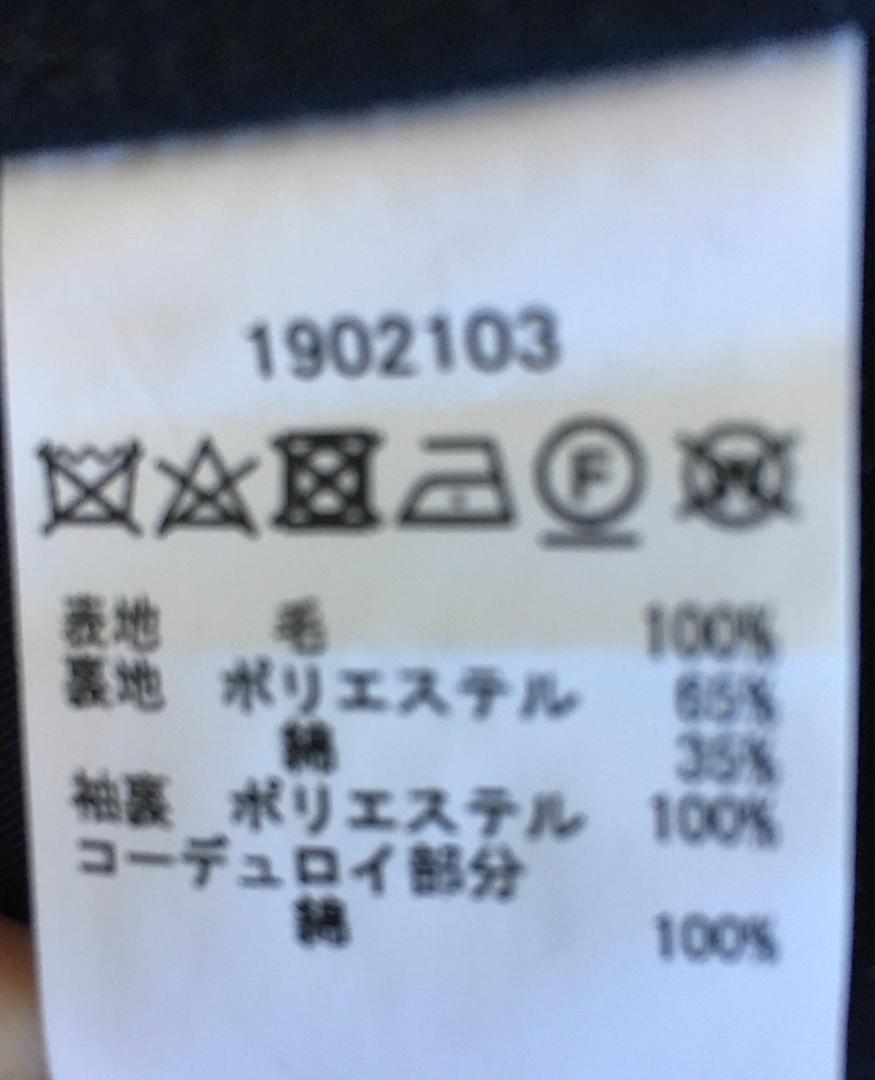 1902103
F W
表地 毛 100%
裏地 ポリエステル 65%
綿 35%
袖裏 ポリエステル 100%
コーデュロイ部分
綿 100%